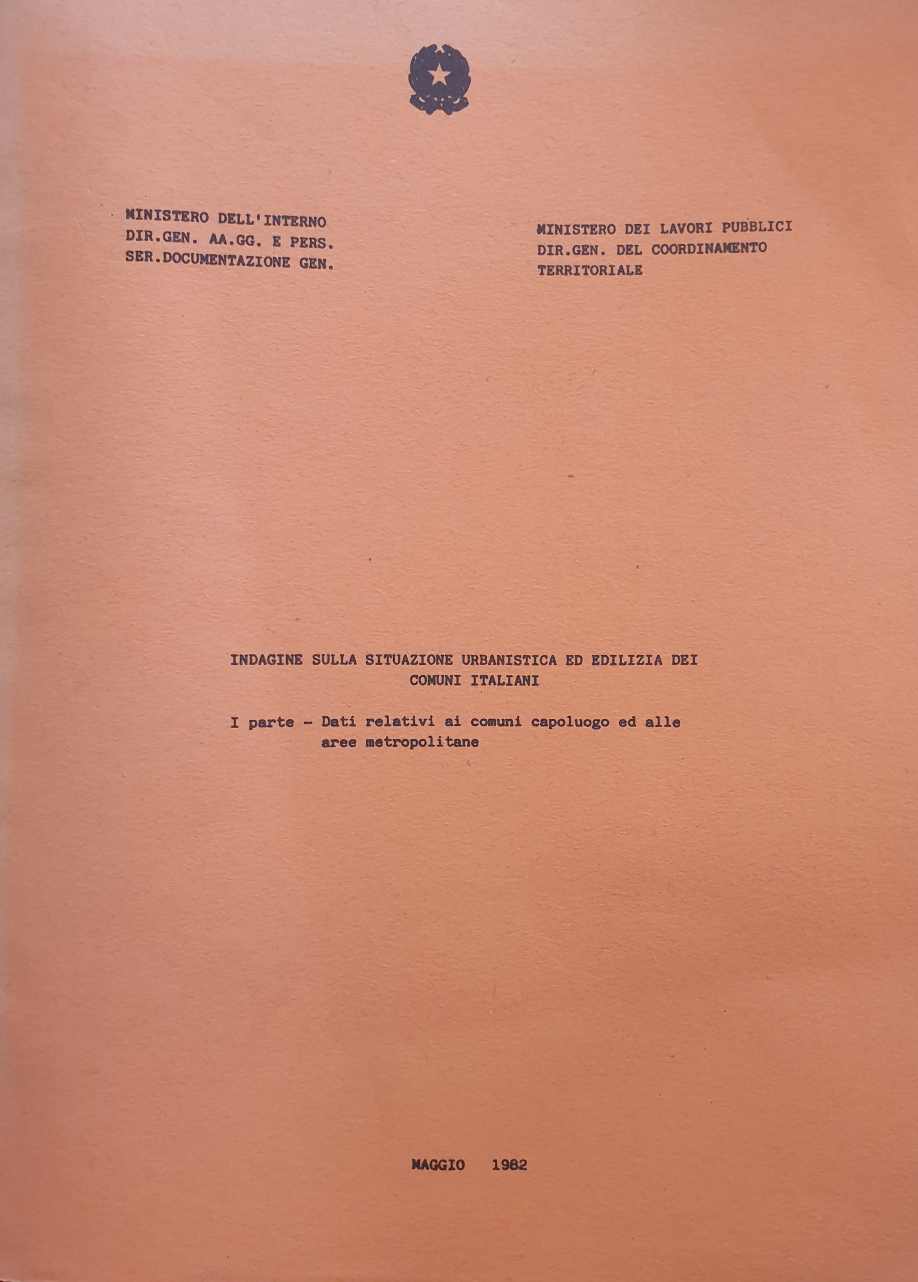 MINISTERO DELL'INTERNO
DIR.GEN. AA.GG. E PERS.
SER.DOCUMENTAZIONE GEN.
MINISTERO DEI LAVORI PUBBLICI
DIR.GEN. DEL COORDINAMENTO
TERRITORIALE
INDAGINE SULLA SITUAZIONE URBANISTICA ED EDILIZIA DEI
COMUNI ITALIANI
I parte - Dati relativi ai comuni capoluogo ed alle
aree metropolitane
MAGGIO 1982